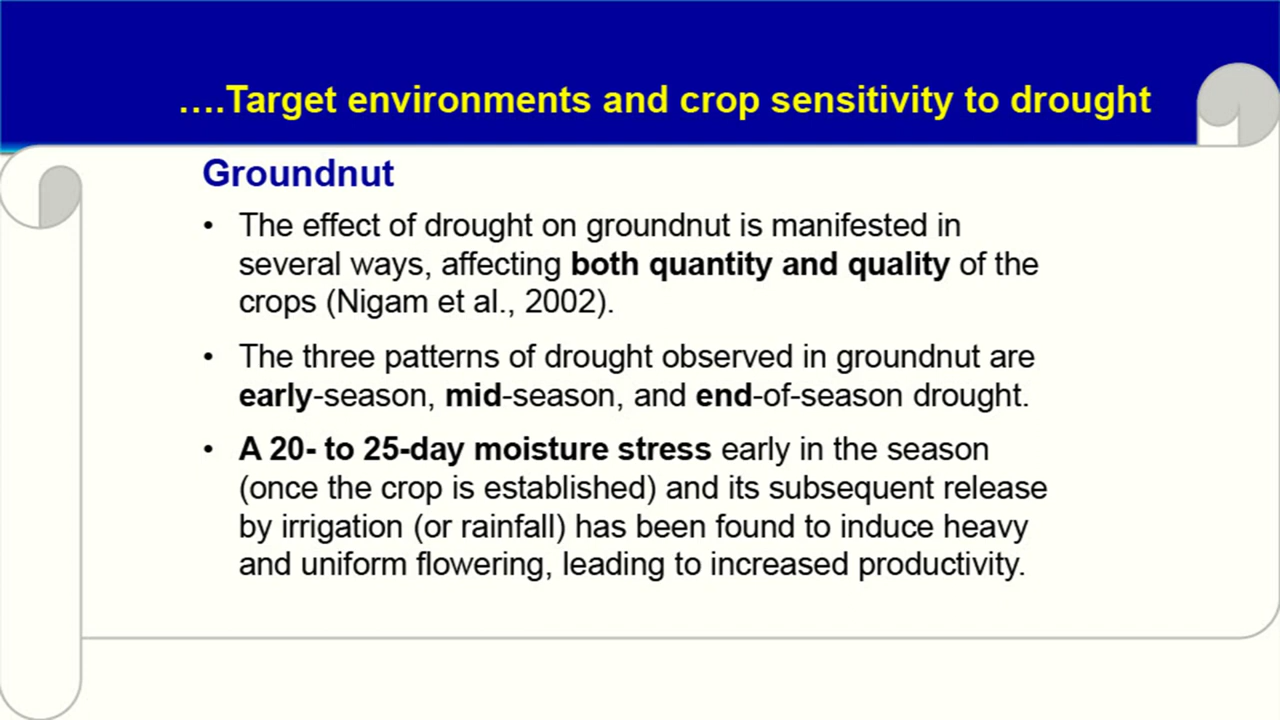 ....Target environments and crop sensitivity to drought
Groundnut
• The effect of drought on groundnut is manifested in
several ways, affecting both quantity and quality of the
crops (Nigam et al., 2002).
• The three patterns of drought observed in groundnut are
early-season, mid-season, and end-of-season drought.
• A 20- to 25-day moisture stress early in the season
(once the crop is established) and its subsequent release
by irrigation (or rainfall) has been found to induce heavy
and uniform flowering, leading to increased productivity.